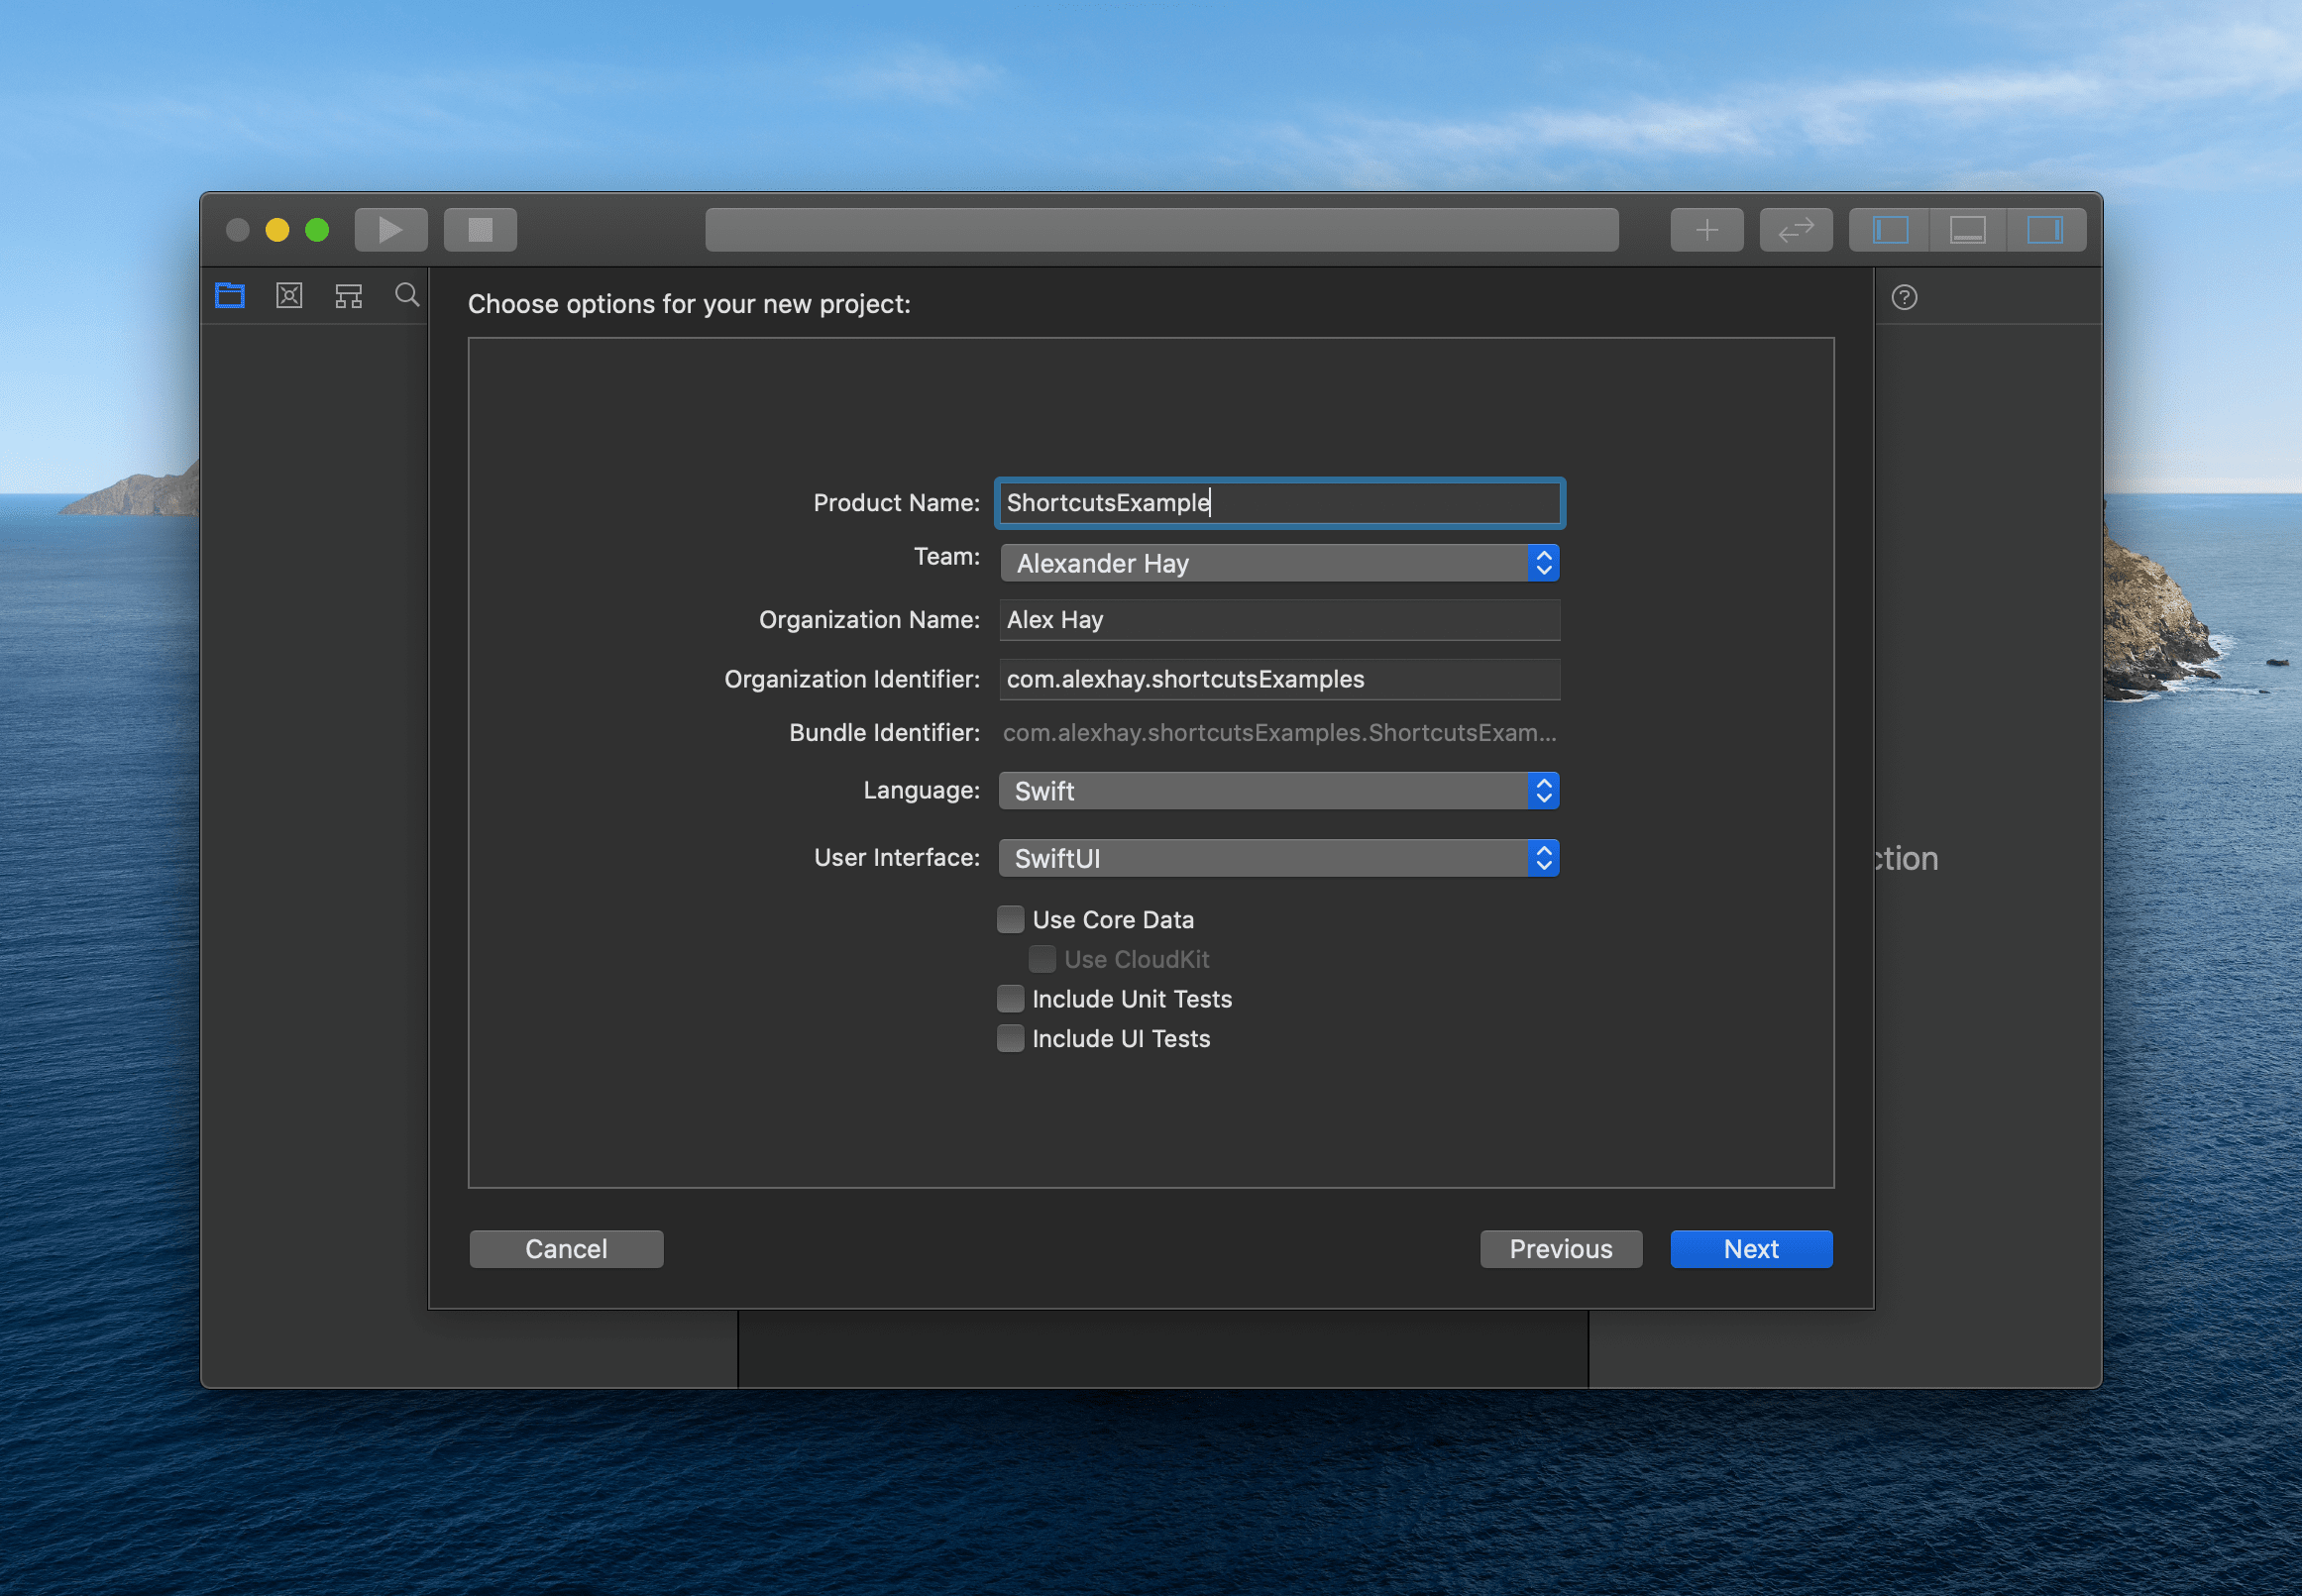 Choose options for your new project:
Product Name: ShortcutsExample
Team: Alexander Hay
Organization Name: Alex Hay
Organization Identifier: com.alexhay.shortcutsExamples
Bundle Identifier: com.alexhay.shortcutsExamples.ShortcutsExam...
Language: Swift
User Interface: SwiftUI
Use Core Data
Use CloudKit
Include Unit Tests
Include UI Tests
ction
Cancel Previous Next